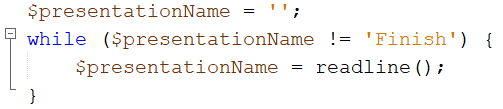 $presentationName = '';
while ($presentationName != 'Finish') {
    $presentationName = readline();
}